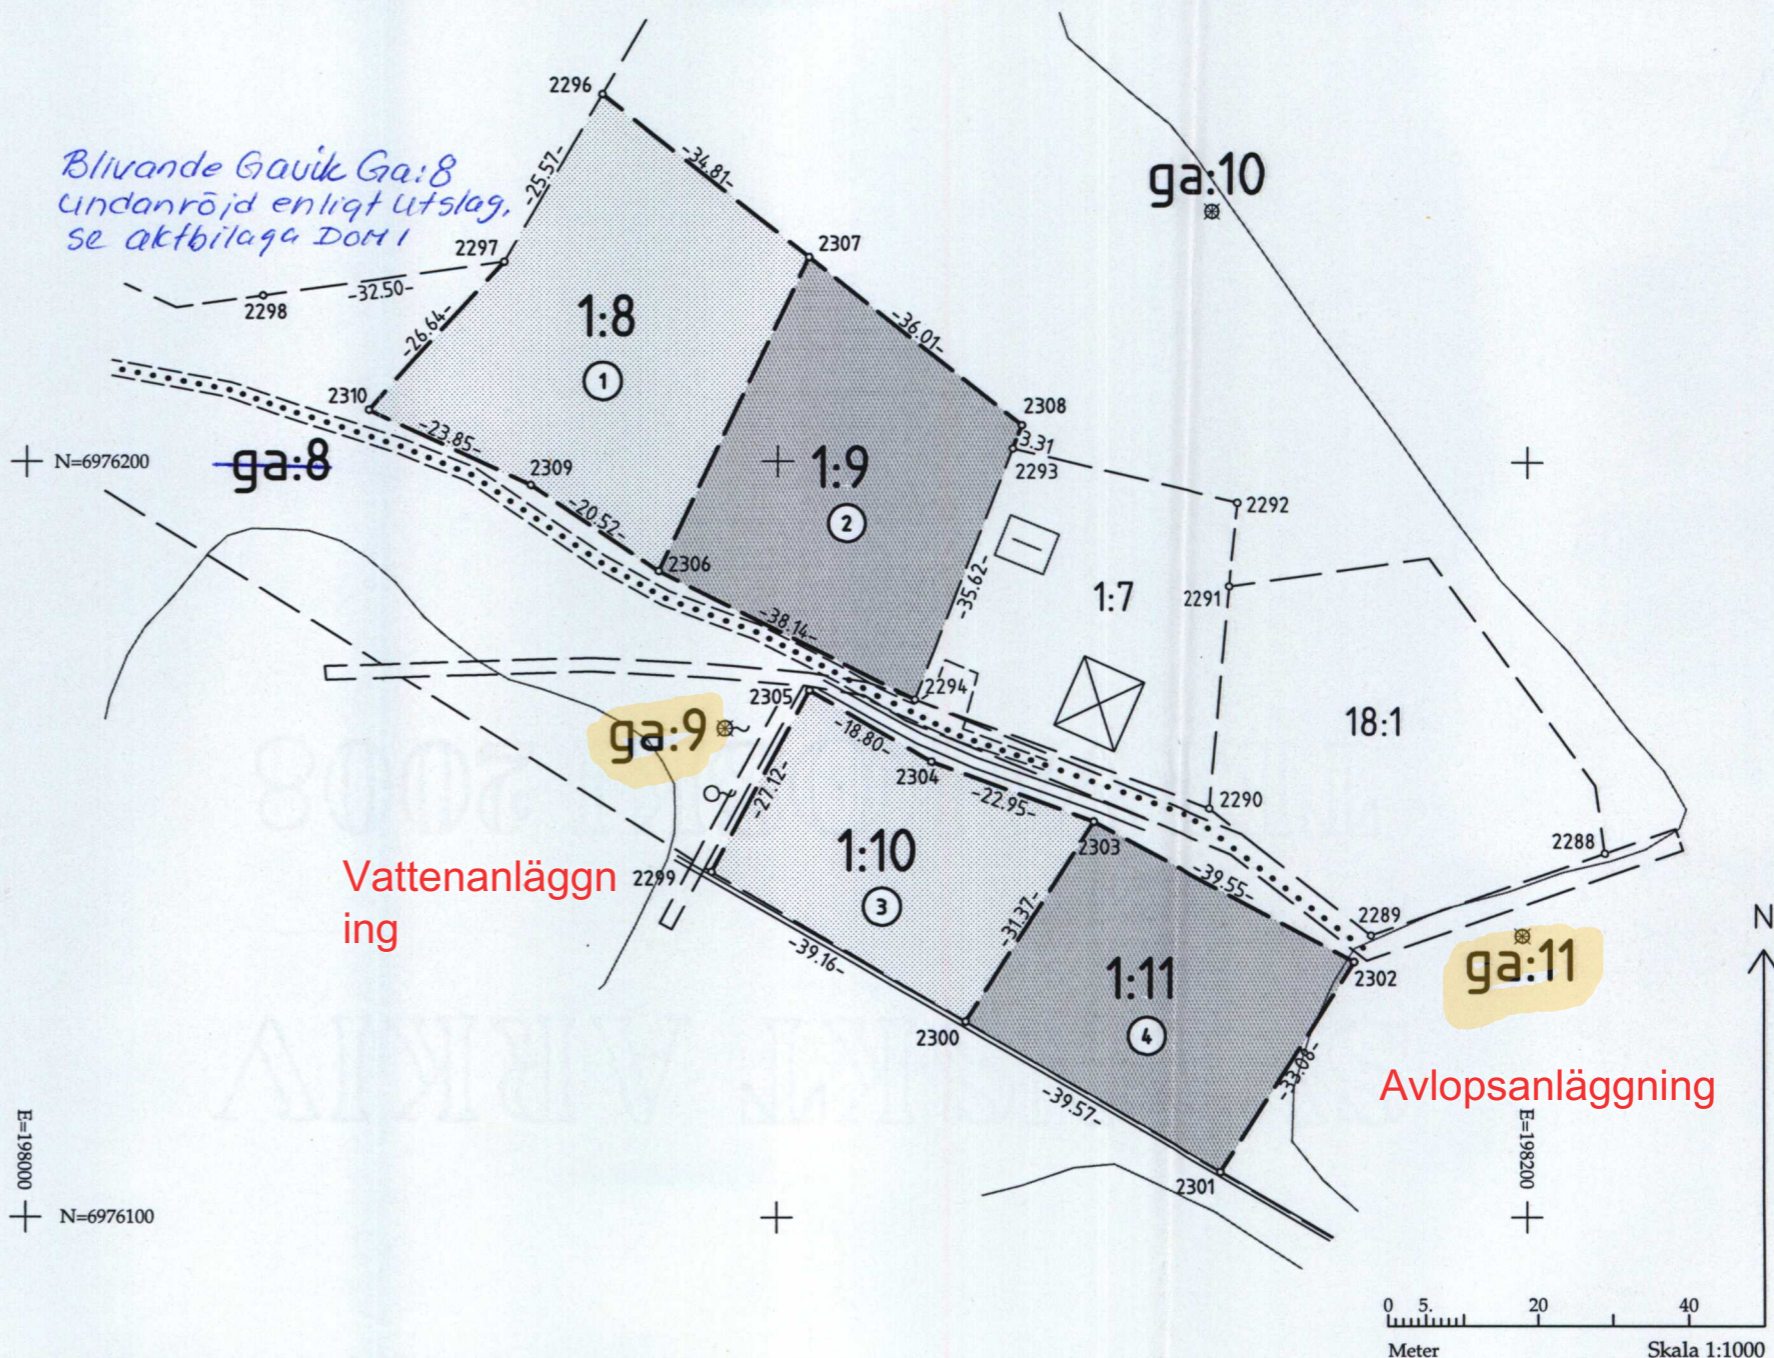 2296
-34.81-
-25.57-
Blivande Gavik Ga:8
undanröjd enligt utslag,
se aktbilaga DOM1
ga:10
2297
2307
-32.50-
2298
1:8
1
-26.64-
-36.01-
2310
2308
-23.85-
3.31
ga:8
N=6976200
2309
1:9
2293
2
2292
-20.52-
2306
-35.62-
1:7
2291
-38.14-
2294
2305
18:1
ga:9
-18.80-
-27.12-
2304
-22.95-
2290
2303
2288
Vattenanläggn
ing
2299
1:10
3
-39.55-
-31.37-
2289
N
-39.16-
1:11
2302
ga:11
2300
4
-33.08-
Avlopsanläggning
-39.57-
E=198000
E=198200
2301
N=6976100
0 5. 20 40
Meter Skala 1:1000